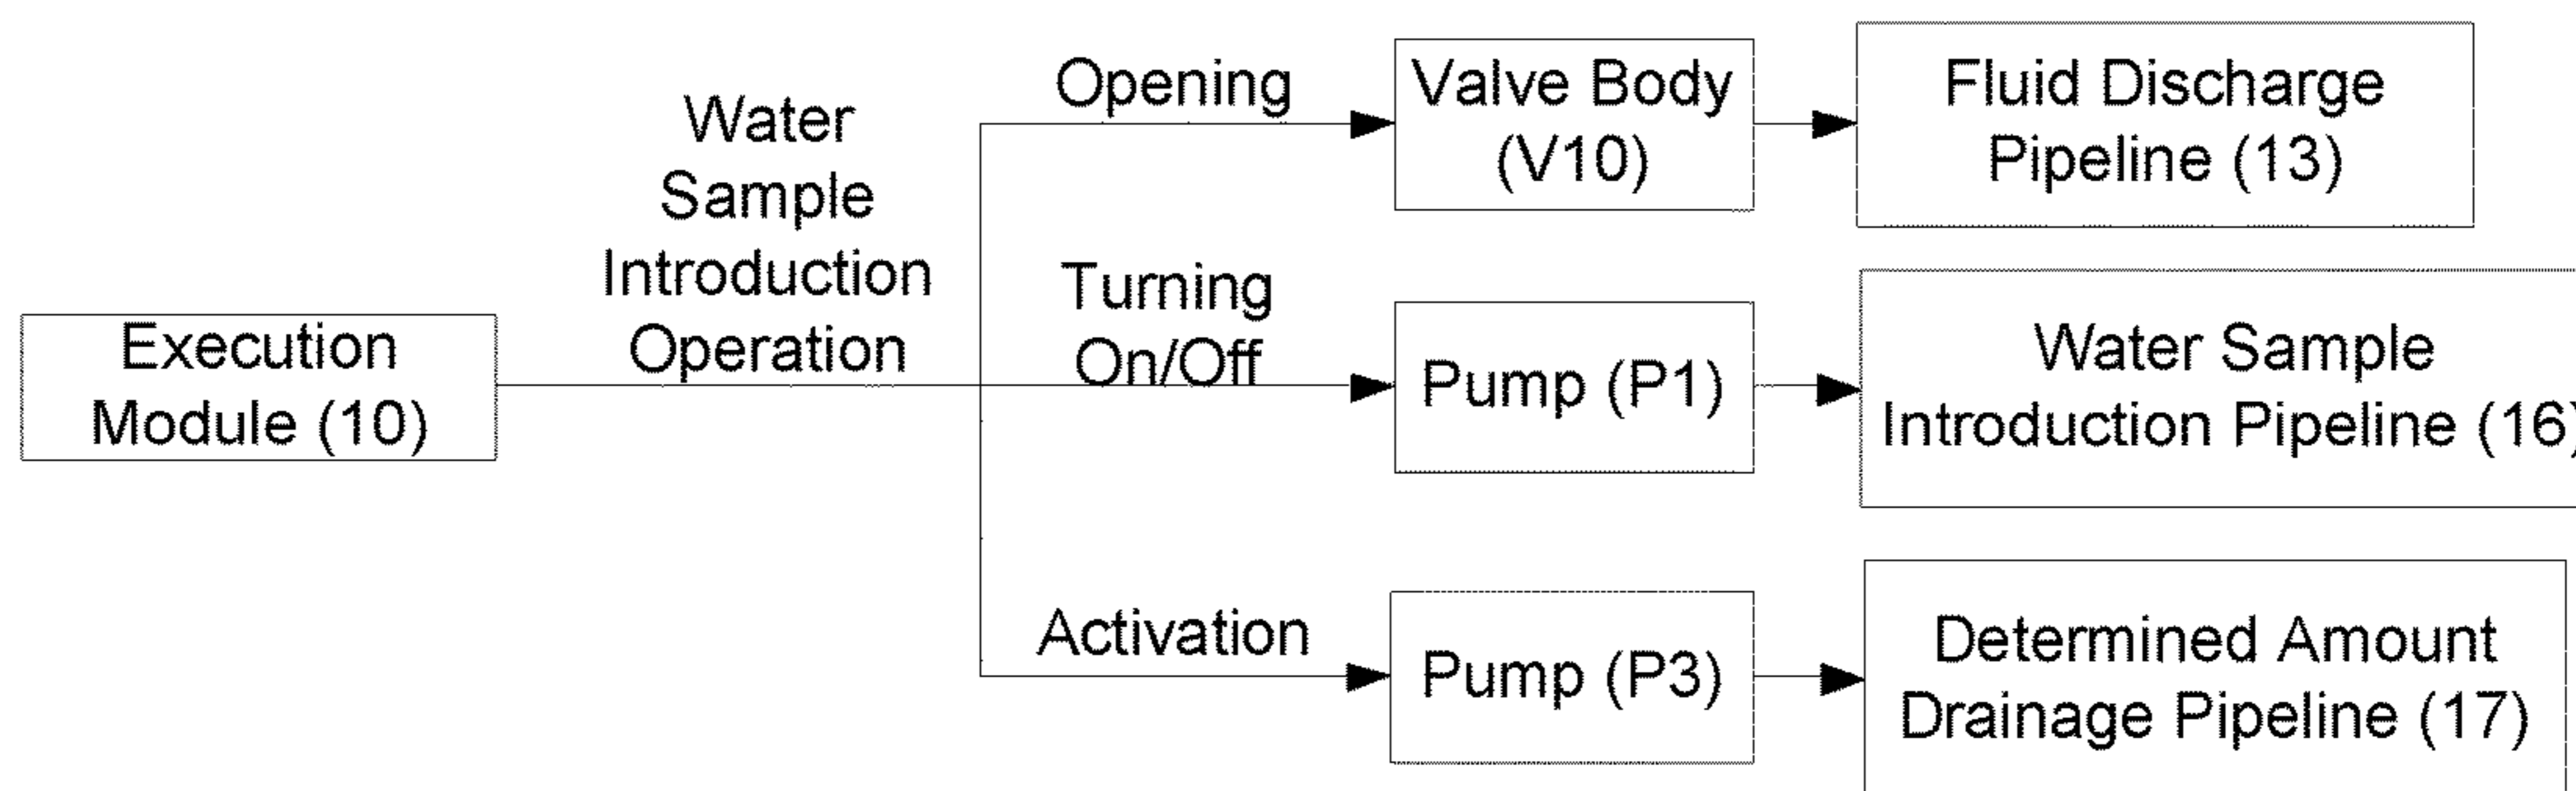 Execution
Module (10)
Water
Sample
Introduction
Operation
Opening
Valve Body
(V10)
Fluid Discharge
Pipeline (13)
Turning
On/Off
Pump (P1)
Water Sample
Introduction Pipeline (16)
Activation
Pump (P3)
Determined Amount
Drainage Pipeline (17)